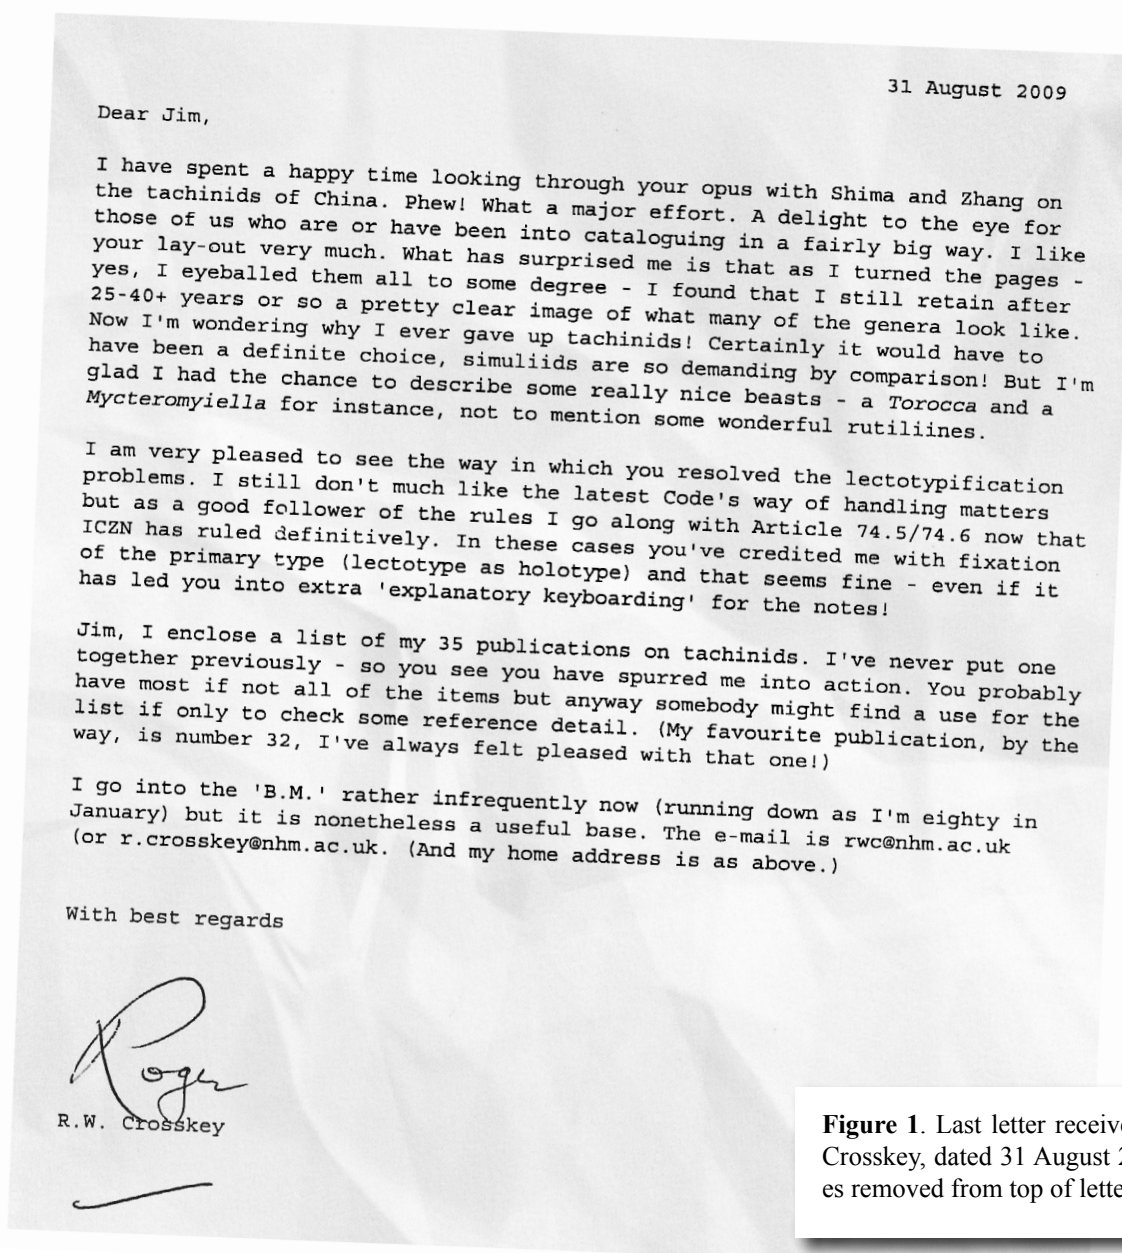 31 August 2009
Dear Jim,
I have spent a happy time looking through your opus with Shima and Zhang on
the tachinids of China. Phew! What a major effort. A delight to the eye for
those of us who are or have been into cataloguing in a fairly big way. I like
your lay-out very much. What has surprised me is that as I turned the pages -
yes, I eyeballed them all to some degree - I found that I still retain after
25-40+ years or so a pretty clear image of what many of the genera look like.
Now I'm wondering why I ever gave up tachinids! Certainly it would have to
have been a definite choice, simuliids are so demanding by comparison! But I'm
glad I had the chance to describe some really nice beasts - a Torocca and a
Mycteromyiella for instance, not to mention some wonderful rutiliines.
I am very pleased to see the way in which you resolved the lectotypification
problems. I still don't much like the latest Code's way of handling matters
but as a good follower of the rules I go along with Article 74.5/74.6 now that
ICZN has ruled definitively. In these cases you've credited me with fixation
of the primary type (lectotype as holotype) and that seems fine - even if it
has led you into extra 'explanatory keyboarding' for the notes!
Jim, I enclose a list of my 35 publications on tachinids. I've never put one
together previously - so you see you have spurred me into action. You probably
have most if not all of the items but anyway somebody might find a use for the
list if only to check some reference detail. (My favourite publication, by the
way, is number 32, I've always felt pleased with that one!)
I go into the 'B.M.' rather infrequently now (running down as I'm eighty in
January) but it is nonetheless a useful base. The e-mail is rwc@nhm.ac.uk
(or r.crosskey@nhm.ac.uk. (And my home address is as above.)
With best regards
Roger
R.W. Crosskey
Figure 1. Last letter receive
Crosskey, dated 31 August 2
es removed from top of lette